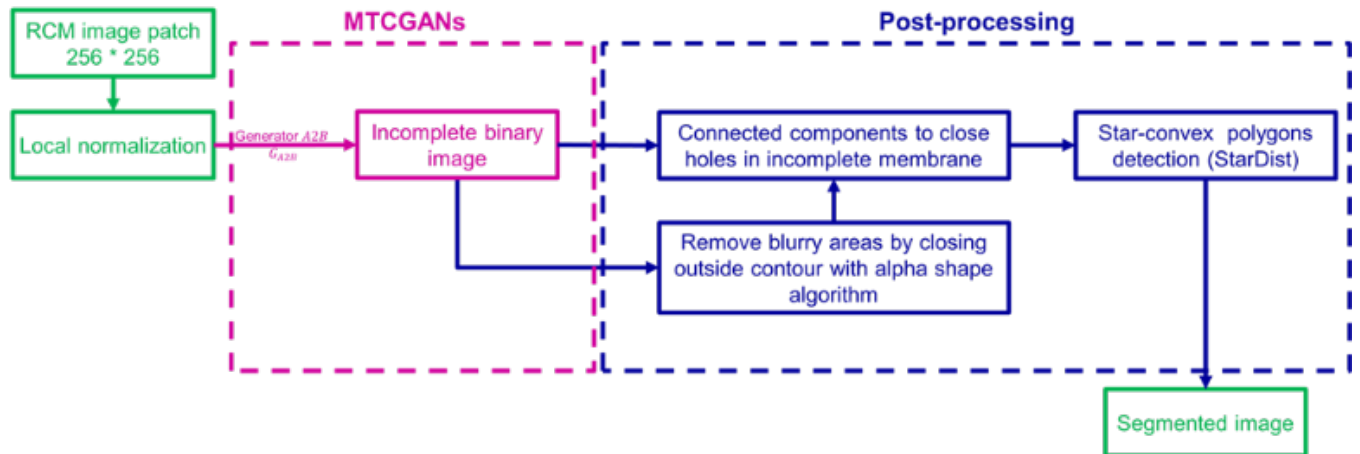 MTCGANs
Post-processing
RCM image patch
256 * 256
Local normalization
Generator A2B
G_{A2B}
Incomplete binary
image
Connected components to close
holes in incomplete membrane
Star-convex polygons
detection (StarDist)
Remove blurry areas by closing
outside contour with alpha shape
algorithm
Segmented image